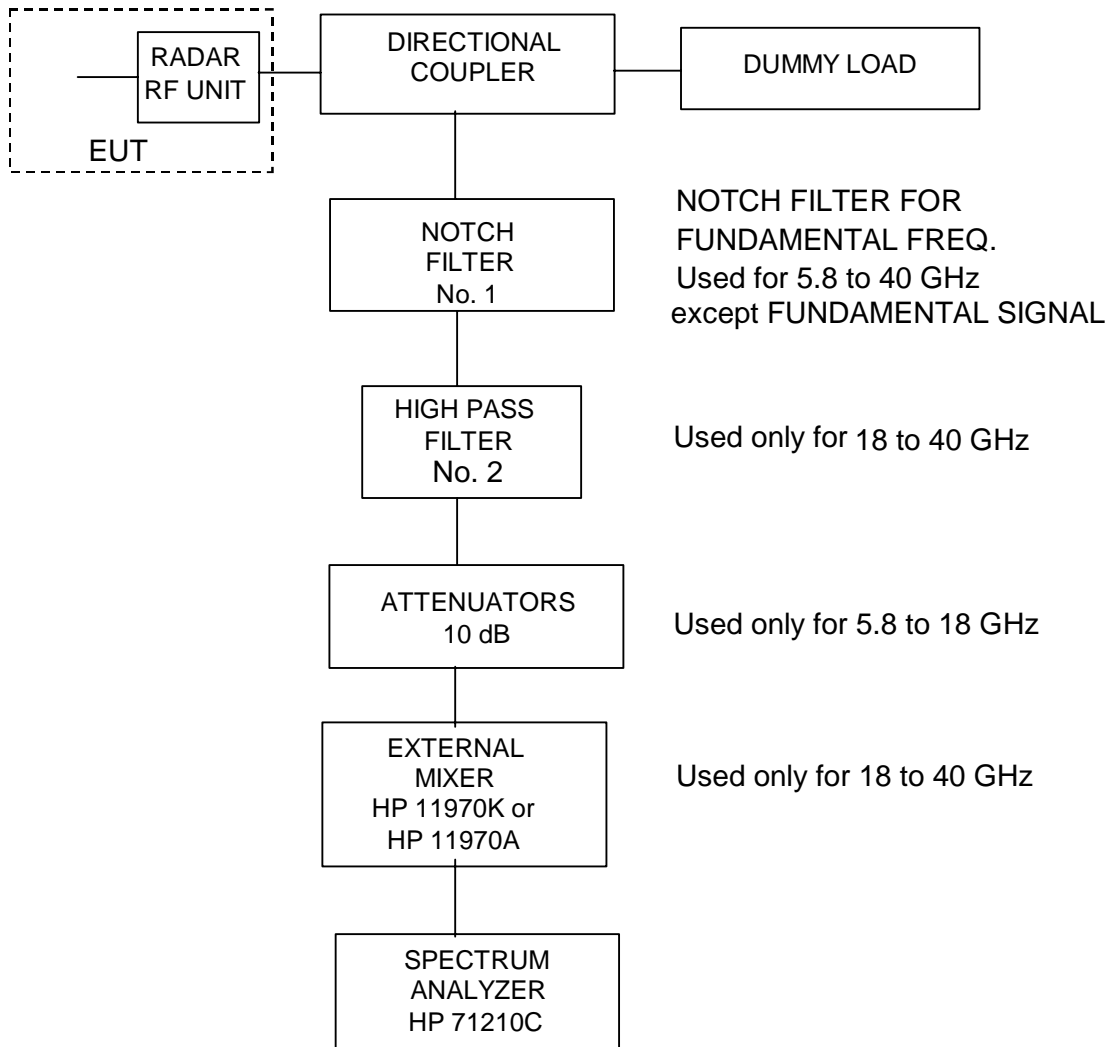 RADAR
RF UNIT
EUT
DIRECTIONAL
COUPLER
DUMMY LOAD
NOTCH
FILTER
No. 1
NOTCH FILTER FOR
FUNDAMENTAL FREQ.
Used for 5.8 to 40 GHz
except FUNDAMENTAL SIGNAL
HIGH PASS
FILTER
No. 2
Used only for 18 to 40 GHz
ATTENUATORS
10 dB
Used only for 5.8 to 18 GHz
EXTERNAL
MIXER
HP 11970K or
HP 11970A
Used only for 18 to 40 GHz
SPECTRUM
ANALYZER
HP 71210C